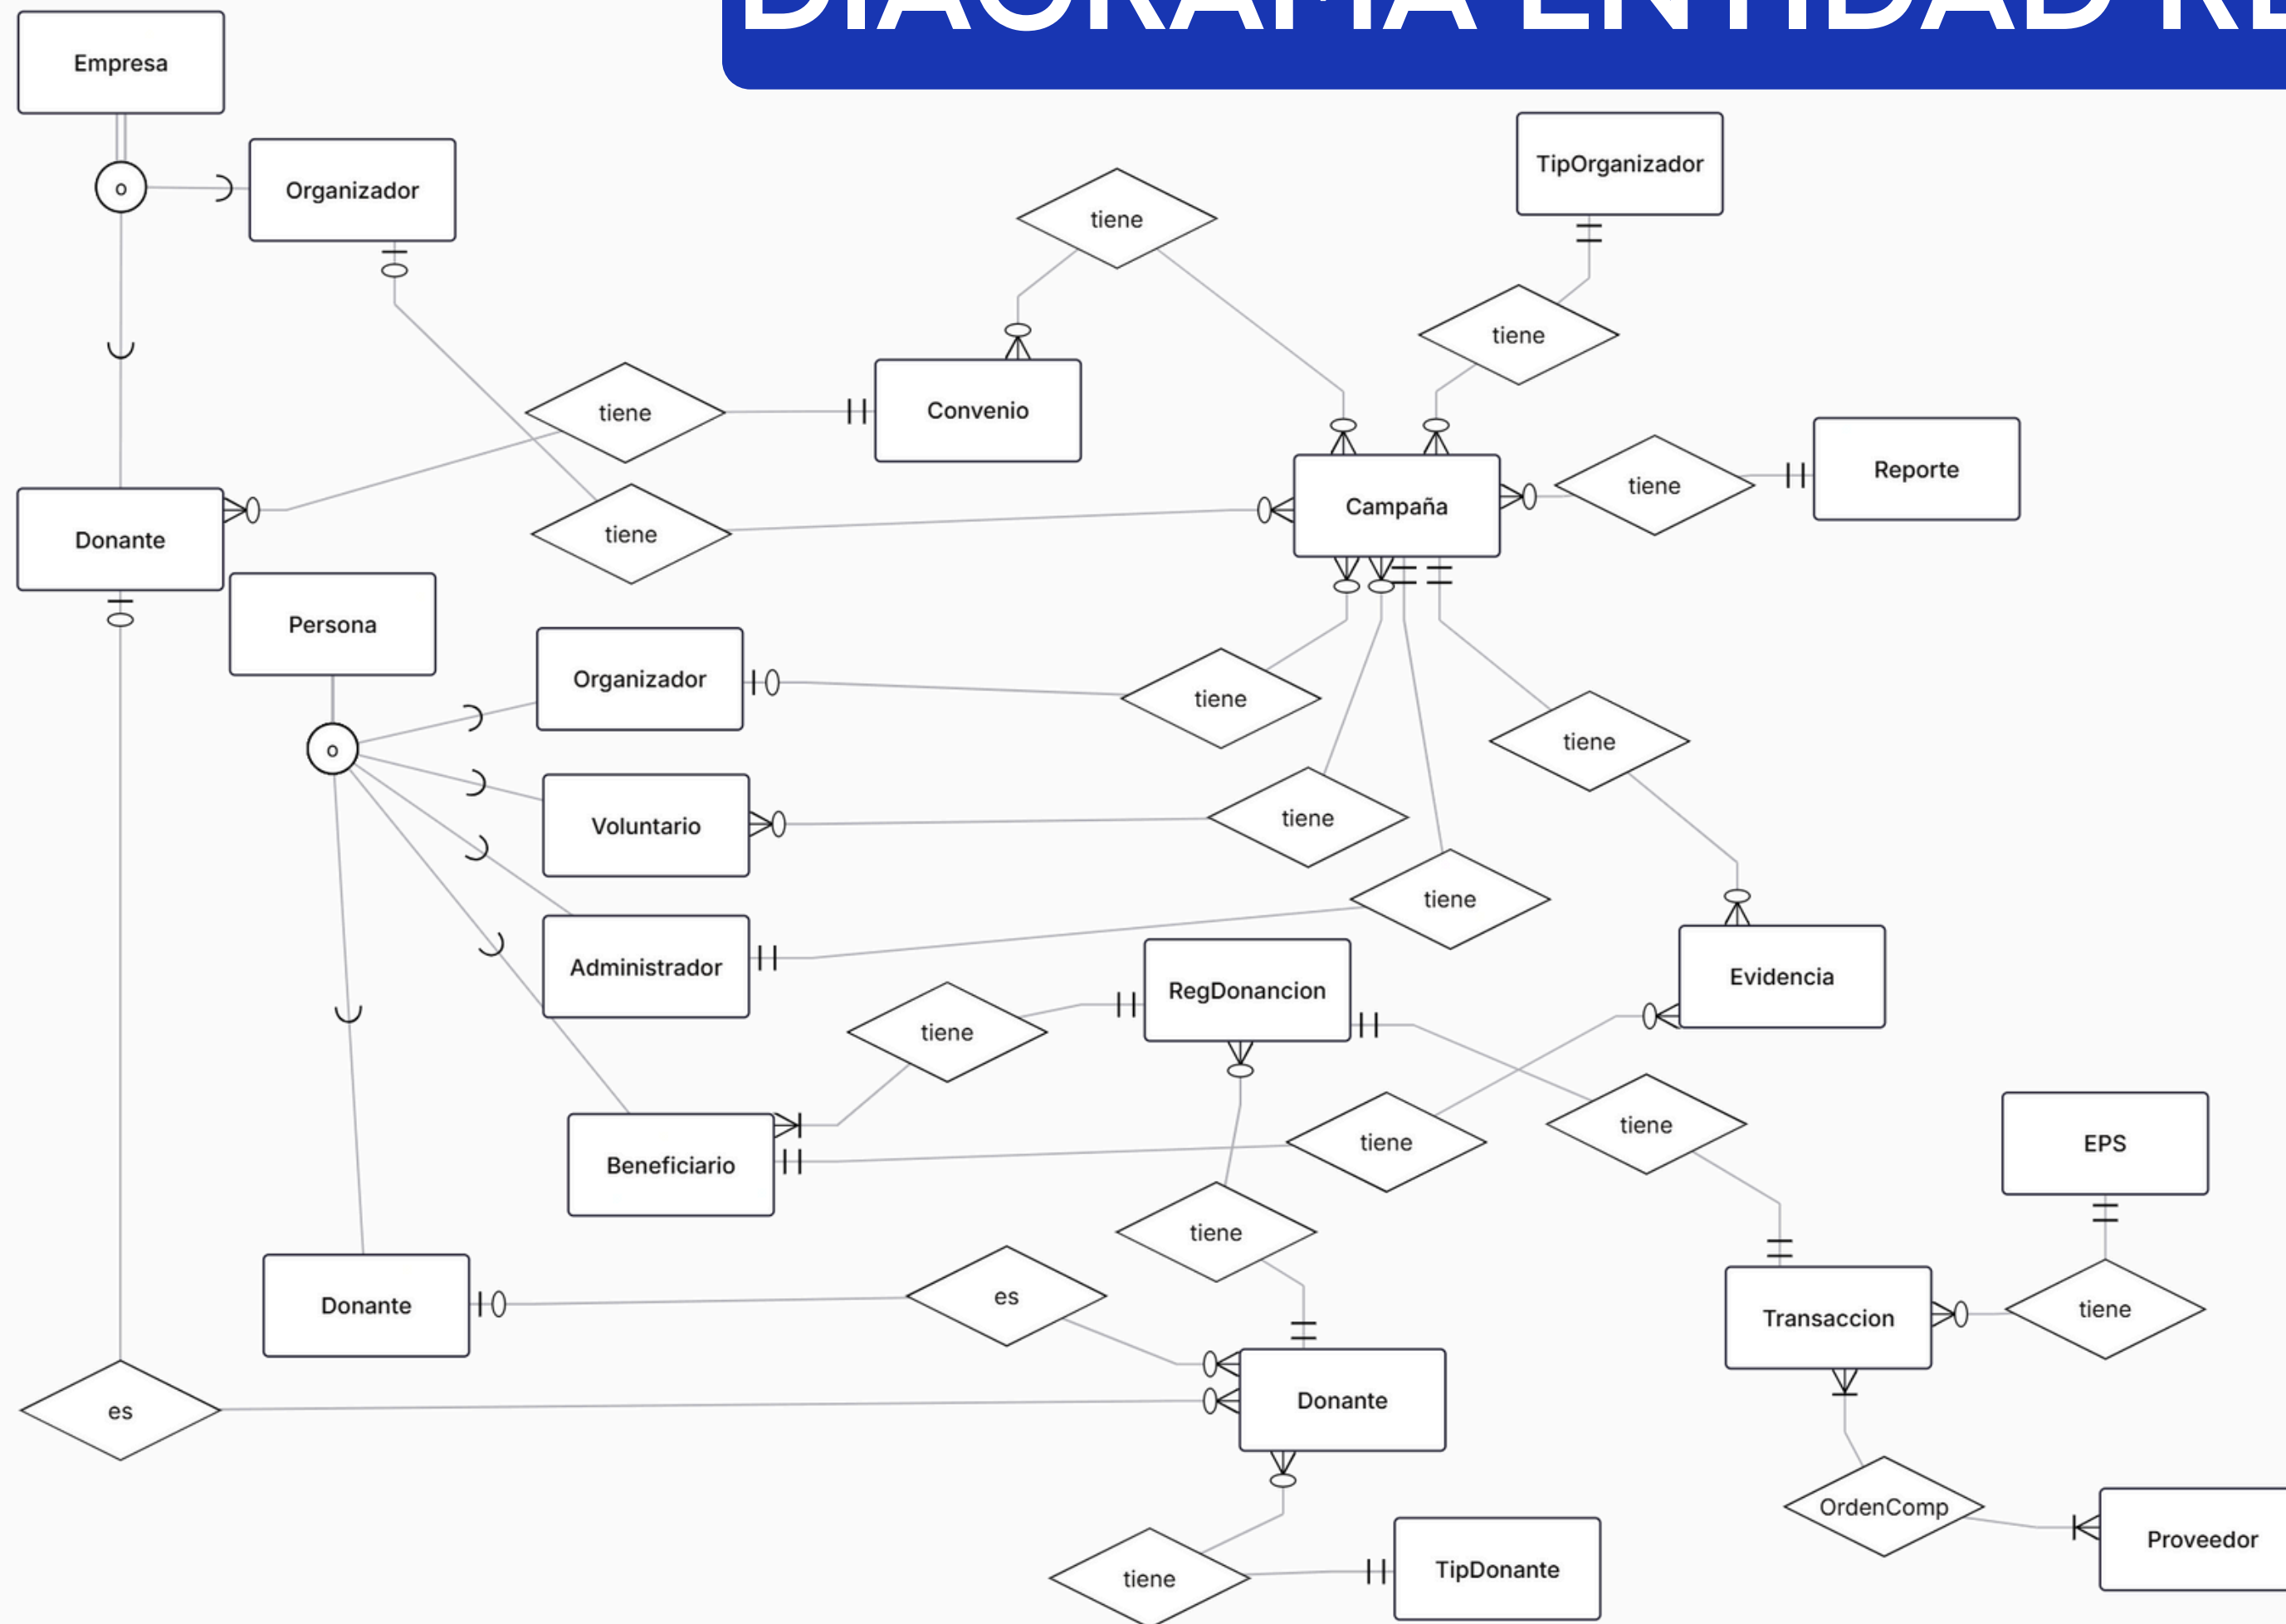 DIAGRAMA ENTIDAD RE
Empresa
o
Organizador
TipOrganizador
tiene
tiene
tiene
Convenio
Reporte
tiene
Campaña
Donante
tiene
Persona
Organizador
tiene
tiene
o
Voluntario
tiene
tiene
Administrador
RegDonancion
Evidencia
tiene
tiene
tiene
EPS
Beneficiario
tiene
Donante
es
tiene
Transaccion
es
Donante
OrdenComp
Proveedor
tiene
TipDonante